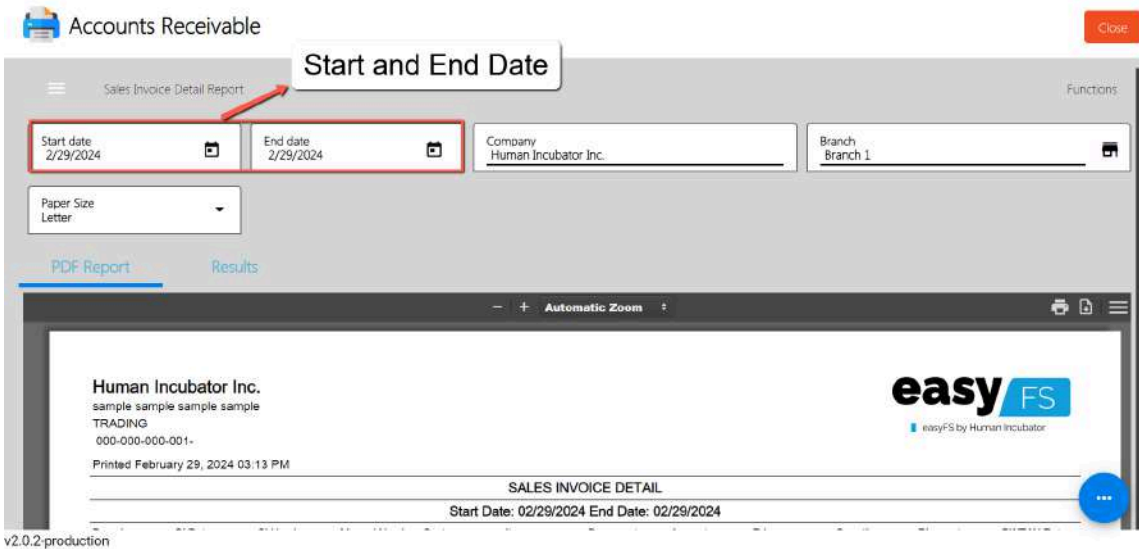 Accounts Receivable
Close
Start and End Date
Sales Invoice Detail Report
Functions
Start date
2/29/2024
End date
2/29/2024
Company
Human Incubator Inc.
Branch
Branch 1
Paper Size
Letter
PDF Report Results
− + Automatic Zoom
Human Incubator Inc.
sample sample sample sample
TRADING
000-000-000-001-
Printed February 29, 2024 03:13 PM
easy FS
easyFS by Human Incubator
SALES INVOICE DETAIL
Start Date: 02/29/2024 End Date: 02/29/2024
v2.0.2-production